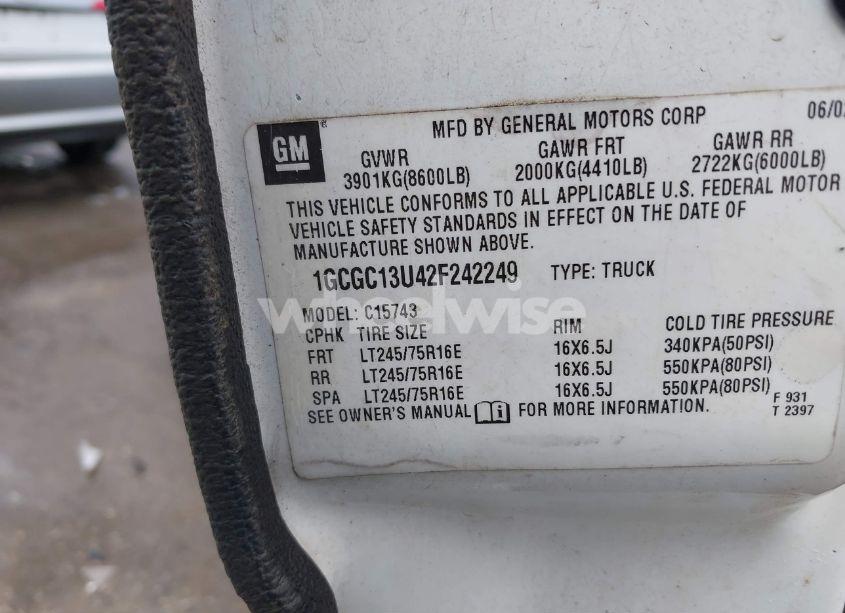 MFD BY GENERAL MOTORS CORP 06/02
GM
GVWR GAWR FRT GAWR RR
3901KG(8600LB) 2000KG(4410LB) 2722KG(6000LB)
THIS VEHICLE CONFORMS TO ALL APPLICABLE U.S. FEDERAL MOTOR
VEHICLE SAFETY STANDARDS IN EFFECT ON THE DATE OF
MANUFACTURE SHOWN ABOVE.
1GCGC13U42F242249 TYPE: TRUCK
wheelwise
MODEL: C15743
CPHK TIRE SIZE RIM COLD TIRE PRESSURE
FRT LT245/75R16E 16X6.5J 340KPA(50PSI)
RR LT245/75R16E 16X6.5J 550KPA(80PSI)
SPA LT245/75R16E 16X6.5J 550KPA(80PSI)
SEE OWNER'S MANUAL FOR MORE INFORMATION.
F 931
T 2397